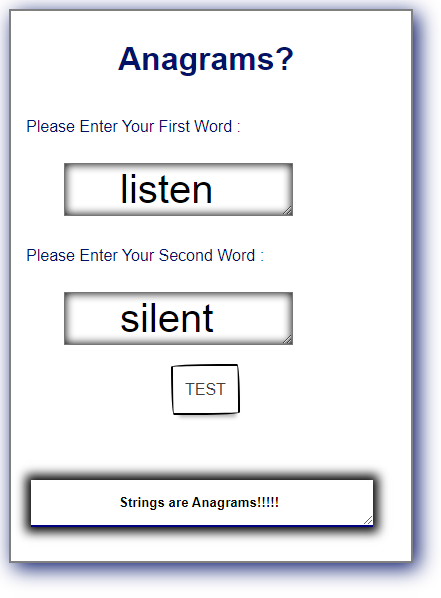 Anagrams?
Please Enter Your First Word :
listen
Please Enter Your Second Word :
silent
TEST
Strings are Anagrams!!!!!